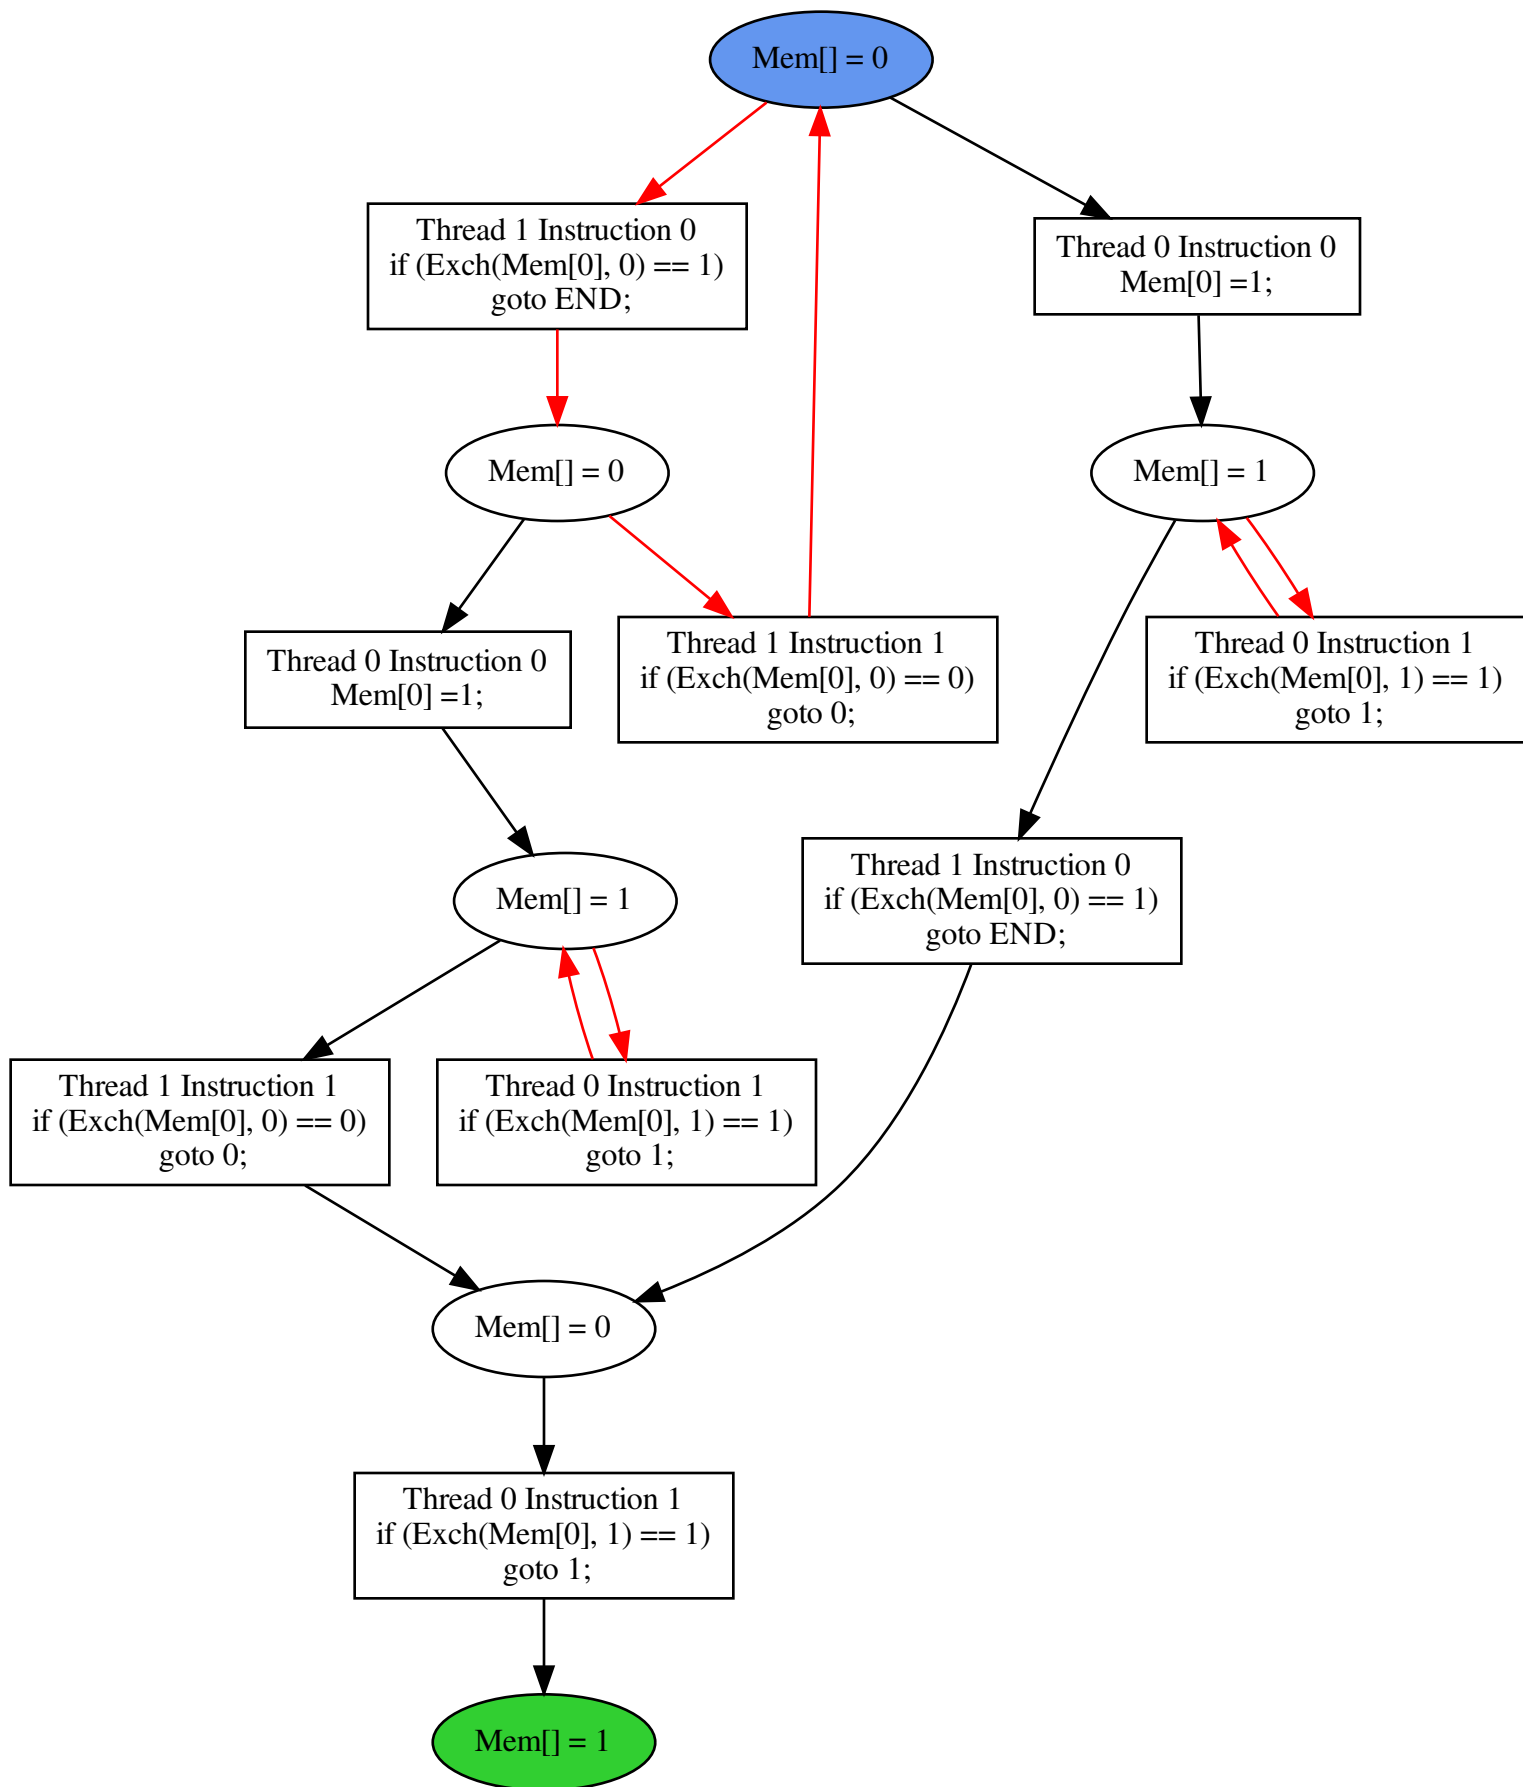 Mem[] = 0
Thread 1 Instruction 0
if (Exch(Mem[0], 0) == 1)
goto END;
Thread 0 Instruction 0
Mem[0] =1;
Mem[] = 0
Mem[] = 1
Thread 0 Instruction 0
Mem[0] =1;
Thread 1 Instruction 1
if (Exch(Mem[0], 0) == 0)
goto 0;
Thread 0 Instruction 1
if (Exch(Mem[0], 1) == 1)
goto 1;
Mem[] = 1
Thread 1 Instruction 0
if (Exch(Mem[0], 0) == 1)
goto END;
Thread 1 Instruction 1
if (Exch(Mem[0], 0) == 0)
goto 0;
Thread 0 Instruction 1
if (Exch(Mem[0], 1) == 1)
goto 1;
Mem[] = 0
Thread 0 Instruction 1
if (Exch(Mem[0], 1) == 1)
goto 1;
Mem[] = 1